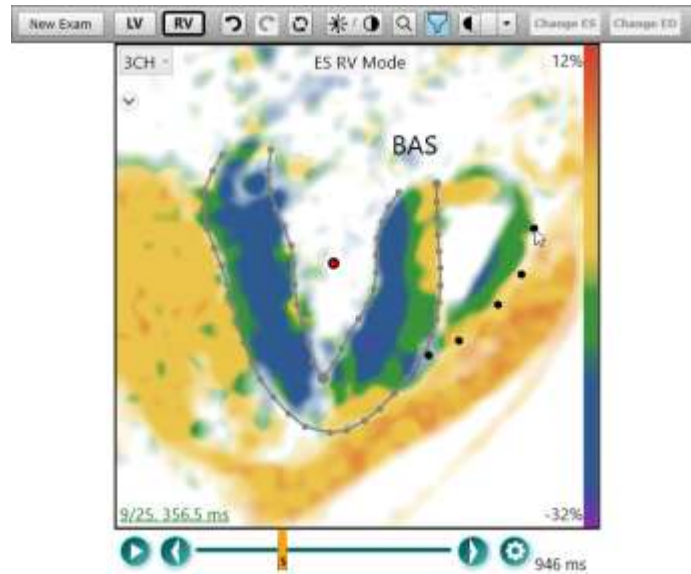 New Exam LV RV Change ES Change ED
3CH ES RV Mode 12%
BAS
9/25, 356.5 ms -32%
s
946 ms